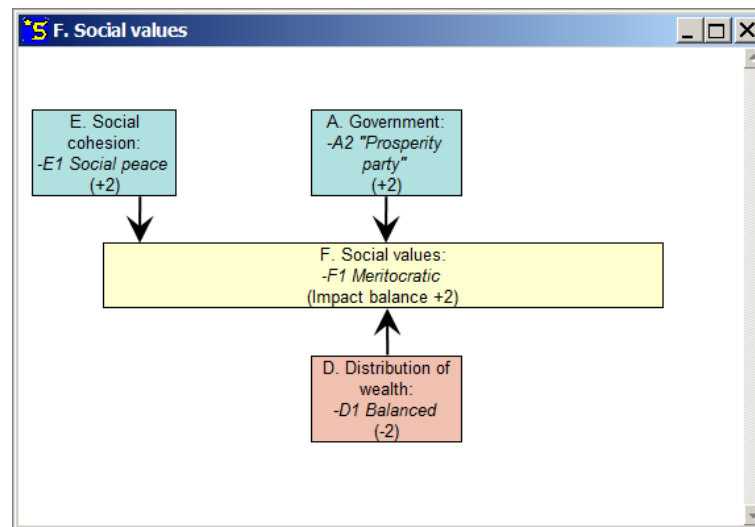 F. Social values
E. Social
cohesion:
-E1 Social peace
(+2)
A. Government:
-A2 "Prosperity
party"
(+2)
F. Social values:
-F1 Meritocratic
(Impact balance +2)
D. Distribution of
wealth:
-D1 Balanced
(-2)